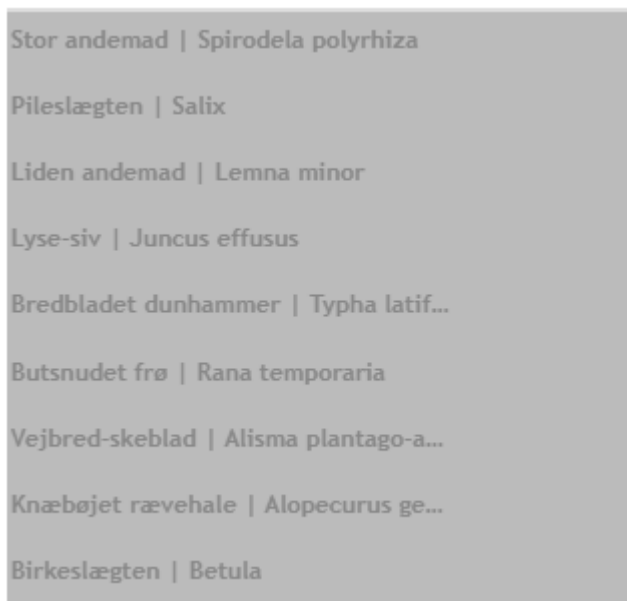 Stor andemad | Spirodela polyrhiza
Pileslægten | Salix
Liden andemad | Lemna minor
Lyse-siv | Juncus effusus
Bredbladet dunhammer | Typha latif...
Butsnudet frø | Rana temporaria
Vejbred-skeblad | Alisma plantago-a...
Knæbøjet rævehale | Alopecurus ge...
Birkeslægten | Betula